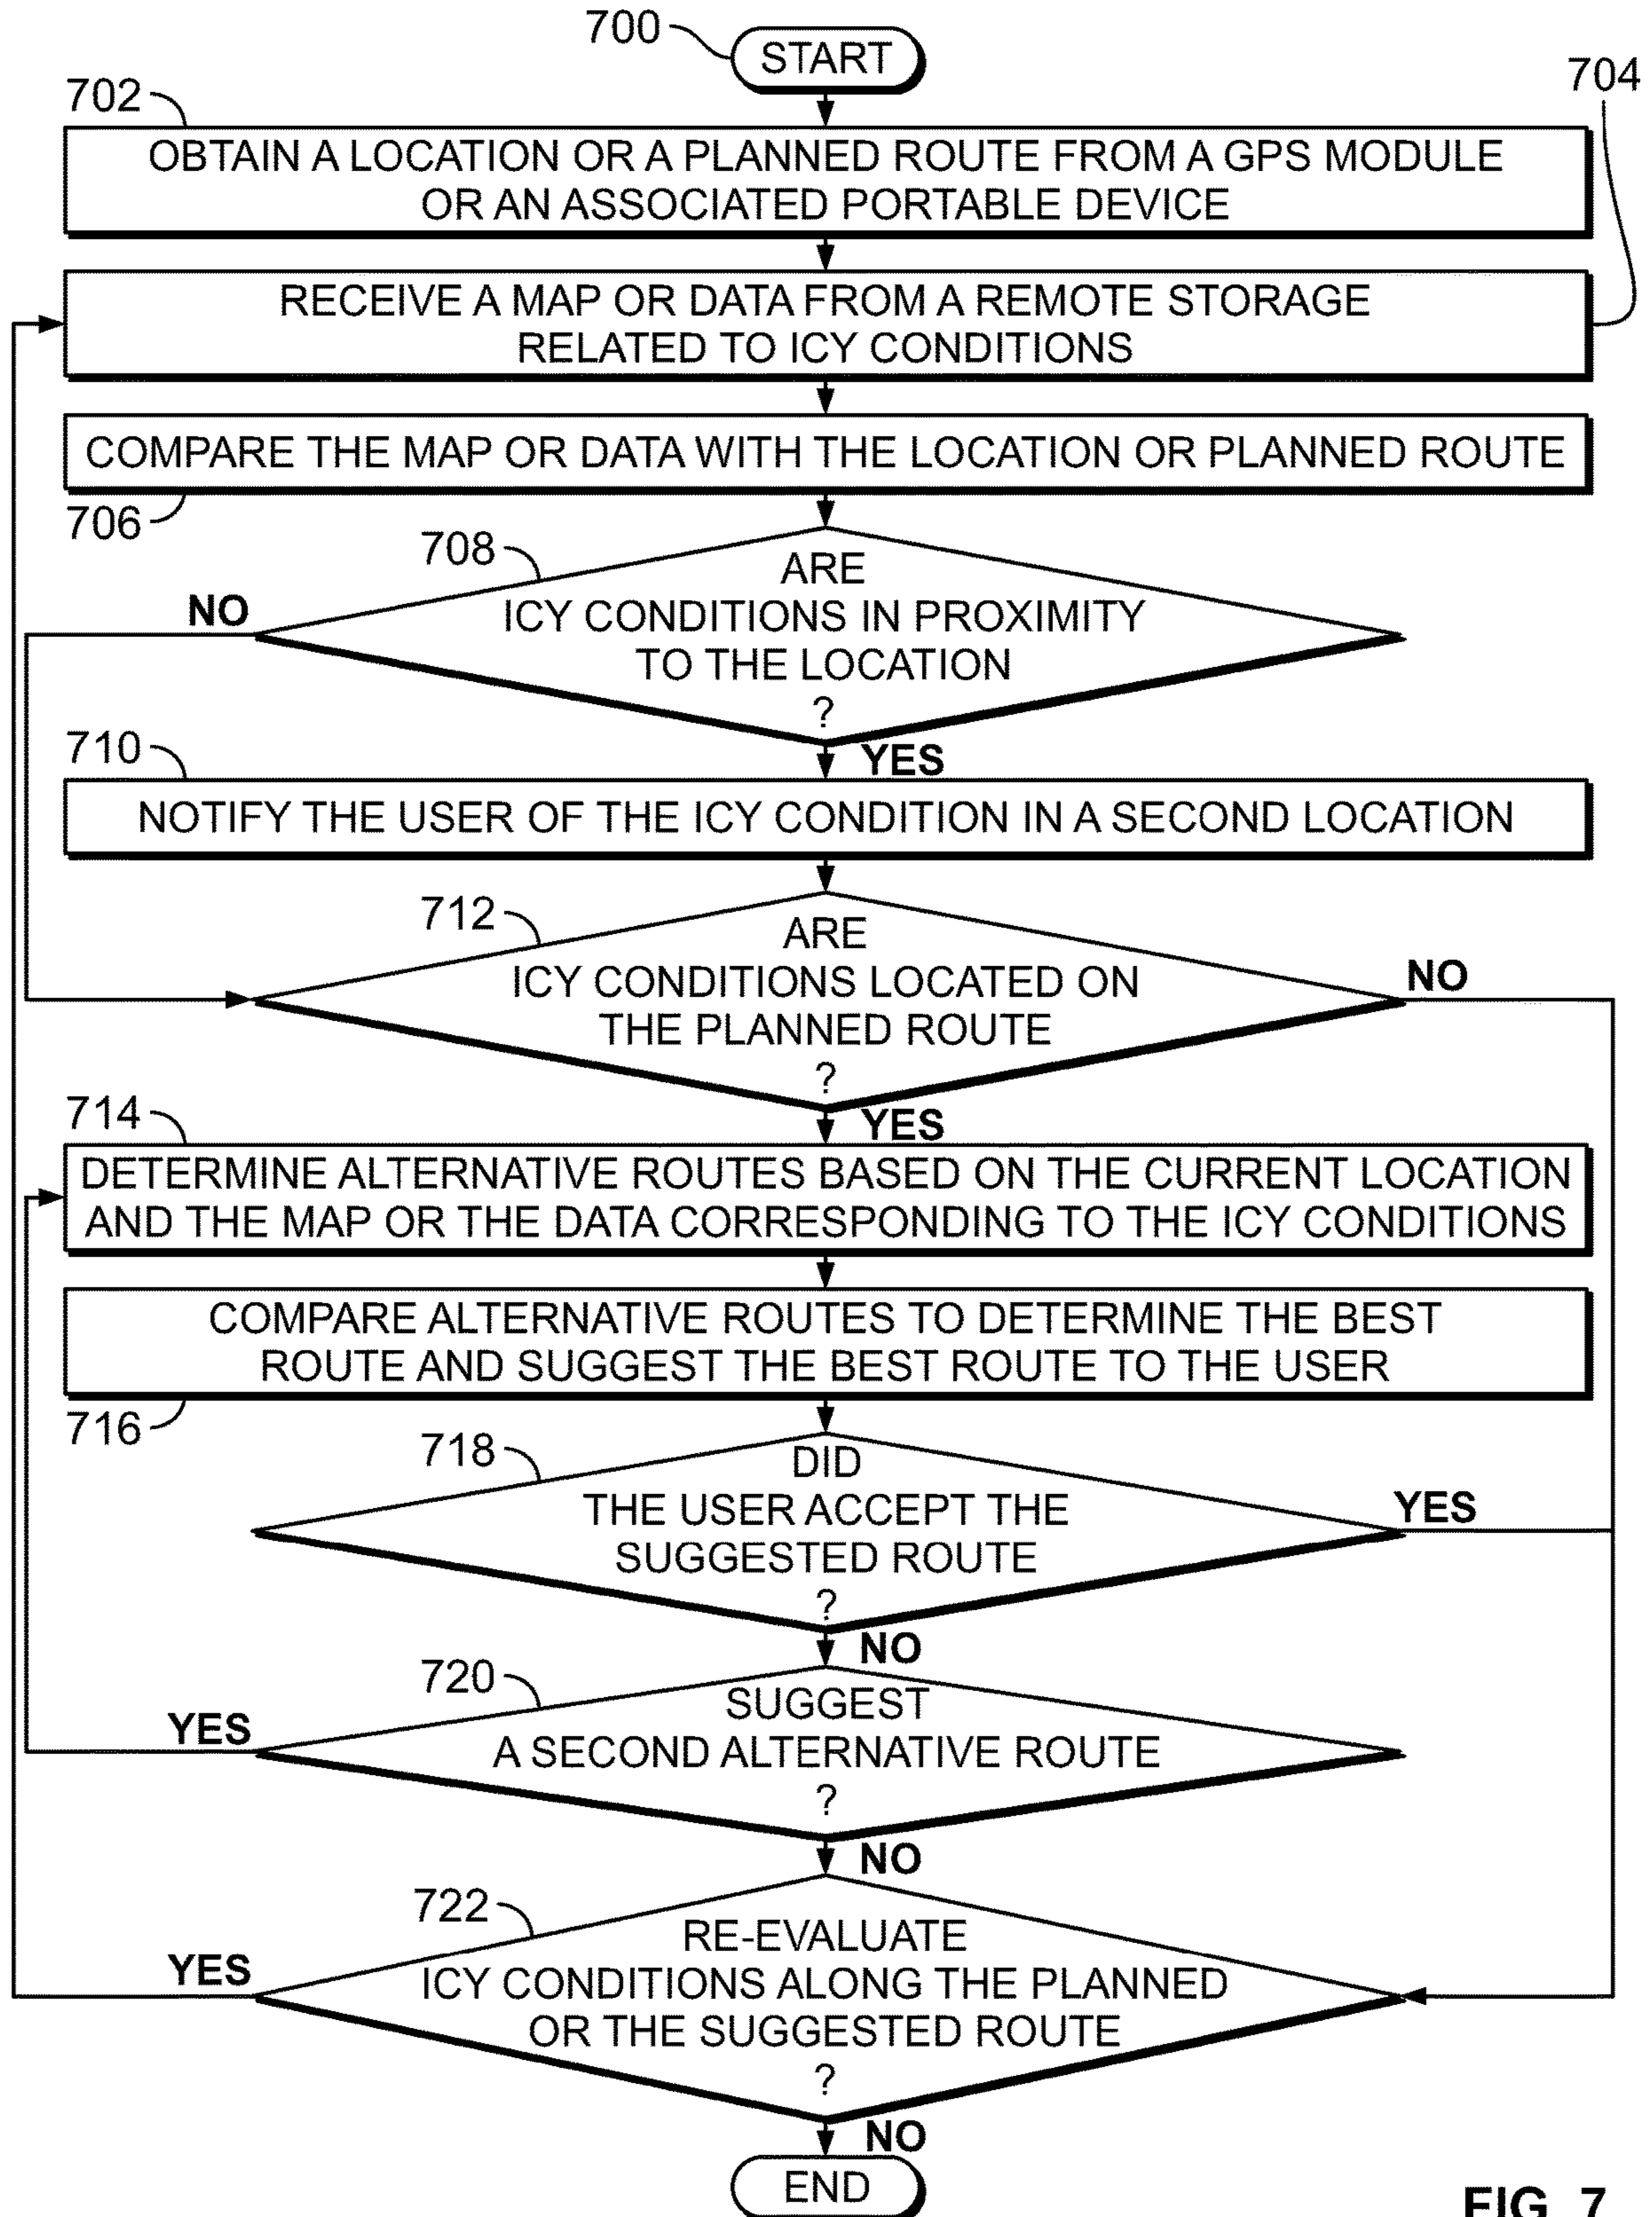 700
START
704
702
OBTAIN A LOCATION OR A PLANNED ROUTE FROM A GPS MODULE
OR AN ASSOCIATED PORTABLE DEVICE
RECEIVE A MAP OR DATA FROM A REMOTE STORAGE
RELATED TO ICY CONDITIONS
COMPARE THE MAP OR DATA WITH THE LOCATION OR PLANNED ROUTE
706
708
ARE
ICY CONDITIONS IN PROXIMITY
TO THE LOCATION
?
NO
YES
710
NOTIFY THE USER OF THE ICY CONDITION IN A SECOND LOCATION
712
ARE
ICY CONDITIONS LOCATED ON
THE PLANNED ROUTE
?
NO
YES
714
DETERMINE ALTERNATIVE ROUTES BASED ON THE CURRENT LOCATION
AND THE MAP OR THE DATA CORRESPONDING TO THE ICY CONDITIONS
COMPARE ALTERNATIVE ROUTES TO DETERMINE THE BEST
ROUTE AND SUGGEST THE BEST ROUTE TO THE USER
716
718
DID
THE USER ACCEPT THE
SUGGESTED ROUTE
?
YES
NO
720
SUGGEST
A SECOND ALTERNATIVE ROUTE
?
YES
NO
722
RE-EVALUATE
ICY CONDITIONS ALONG THE PLANNED
OR THE SUGGESTED ROUTE
?
YES
NO
END
FIG. 7